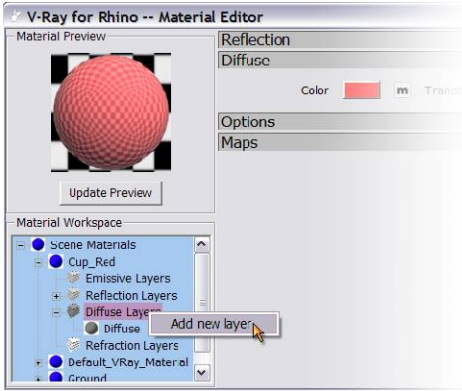 V-Ray for Rhino -- Material Editor
Material Preview
Update Preview
Reflection
Diffuse
Color m Trans
Options
Maps
Material Workspace
Scene Materials
Cup_Red
Emissive Layers
Reflection Layers
Diffuse Layers
Add new layer
Diffuse
Refraction Layers
Default_VRay_Material
Ground